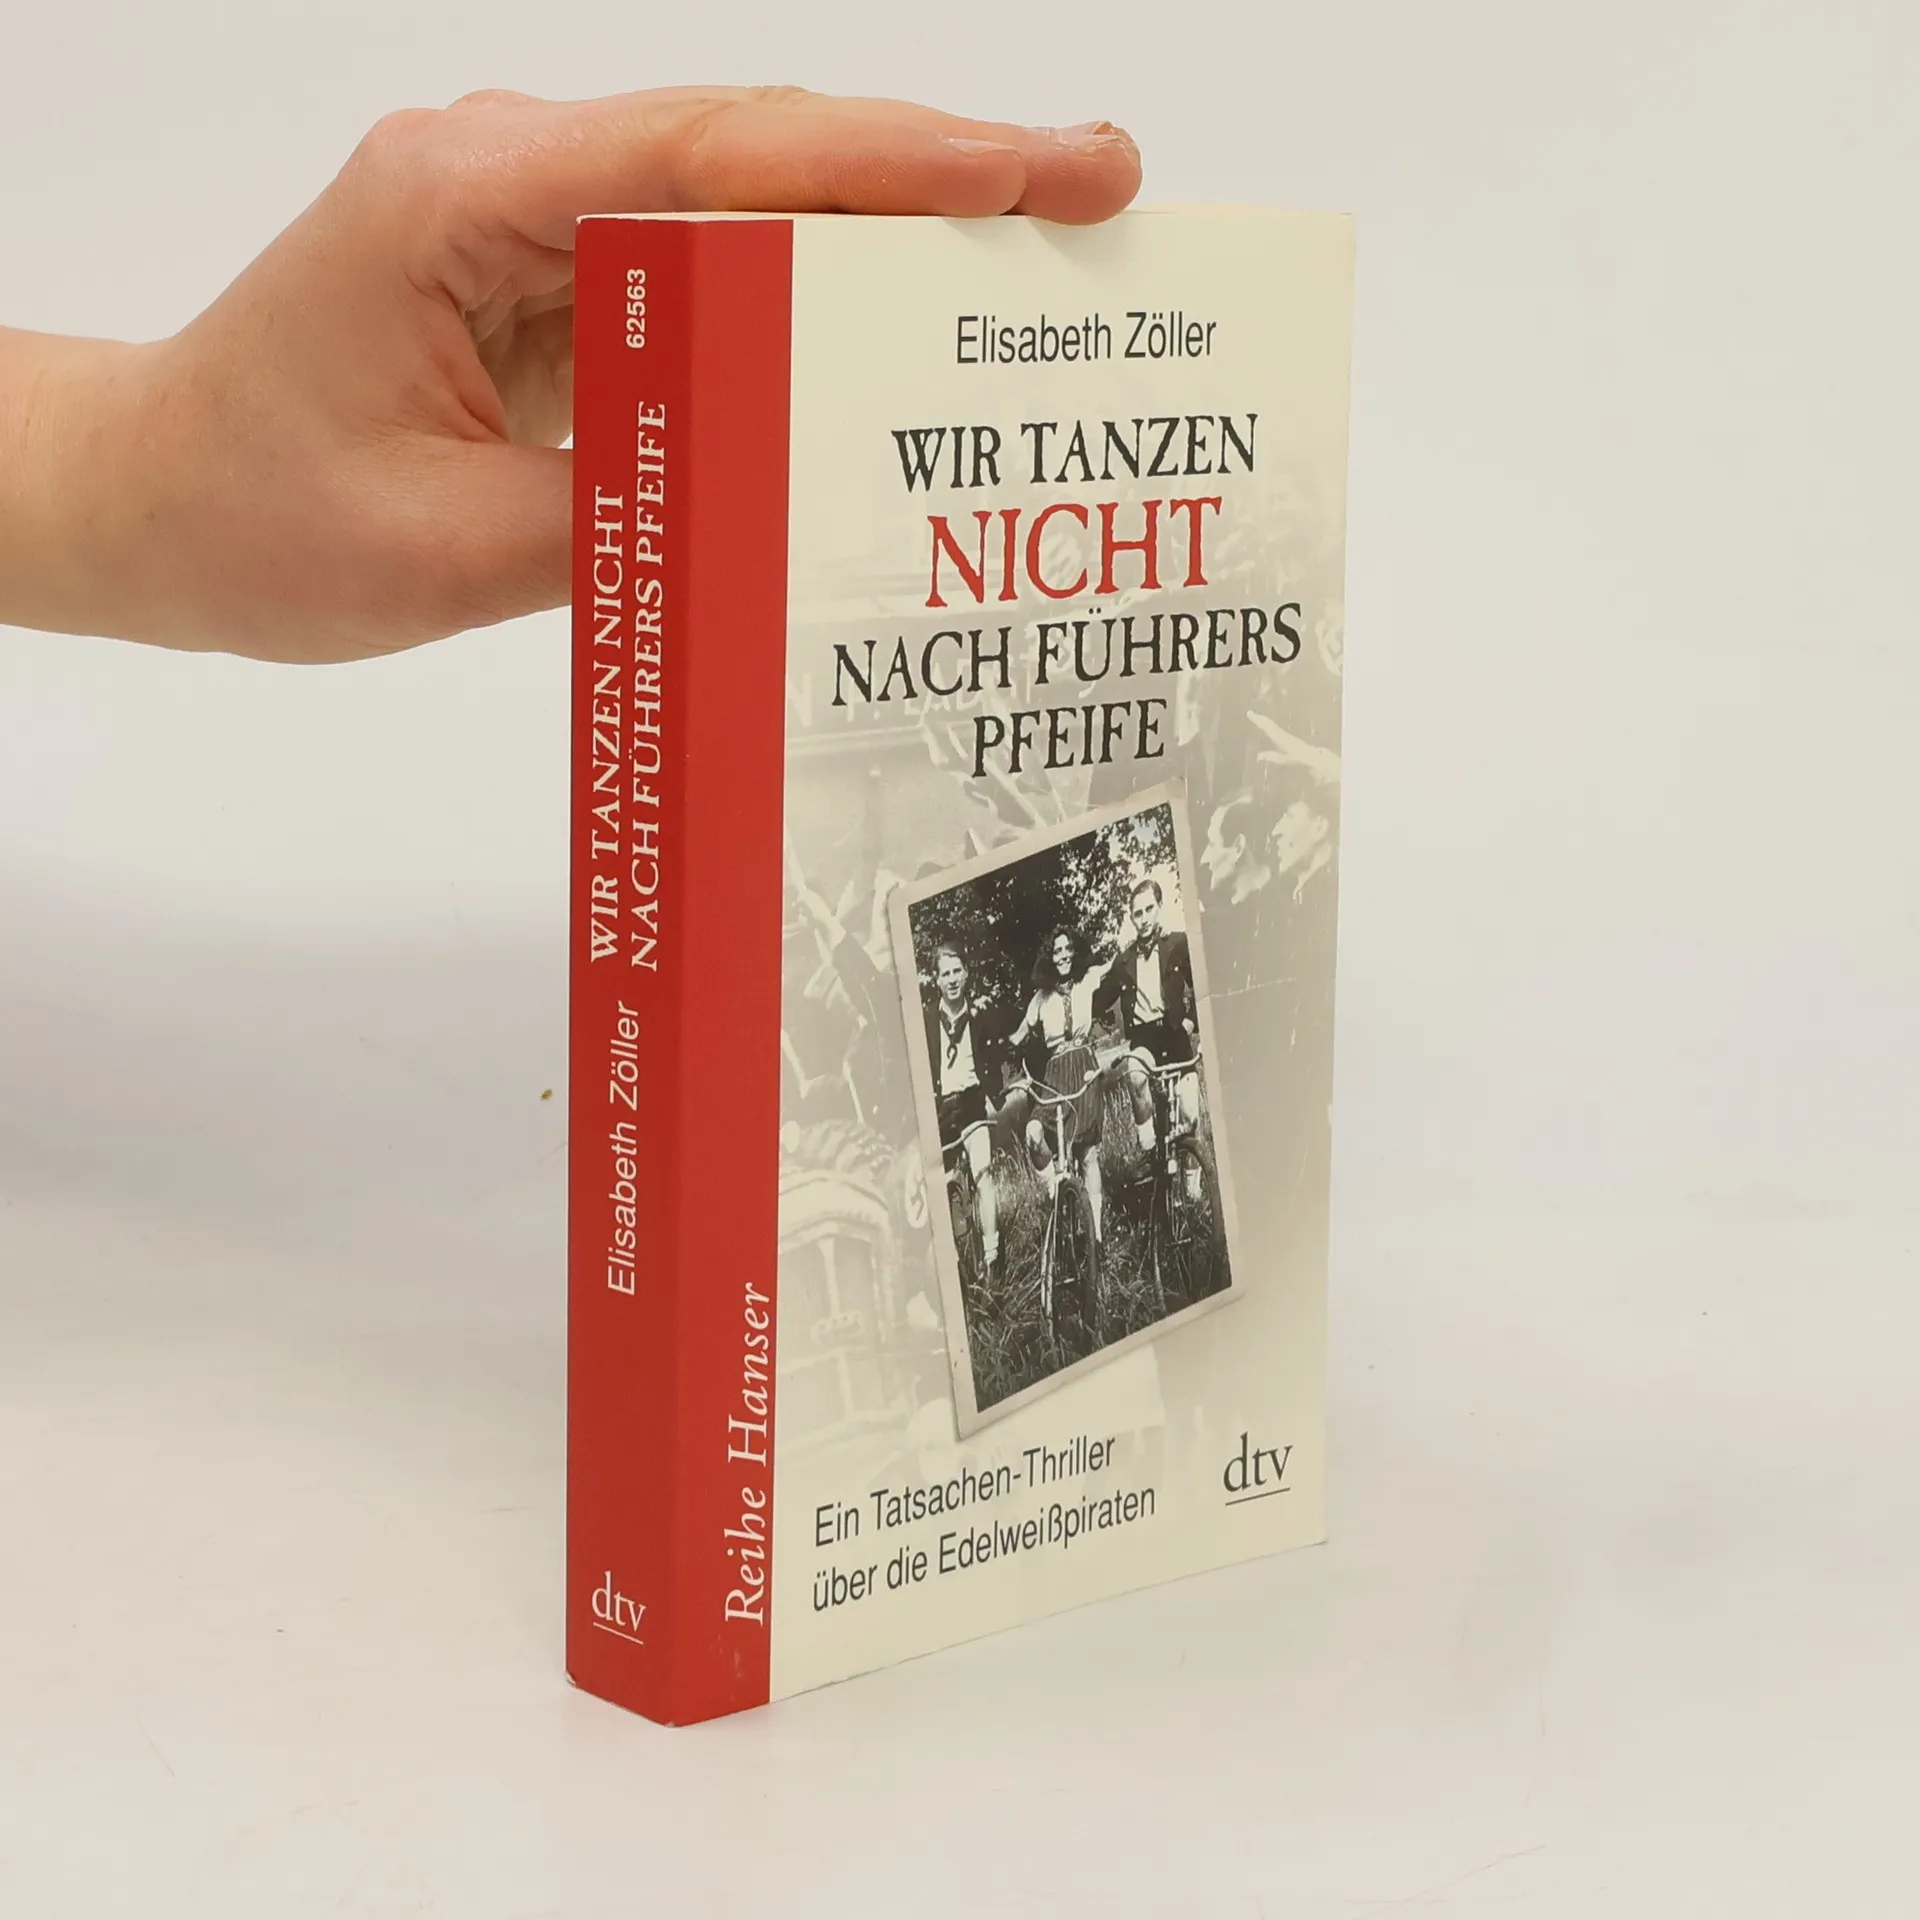 62563
WIR TANZEN NICHT
NACH FÜHRERS PFEIFE
Elisabeth Zöller
dtv
Reihe Hanser
Elisabeth Zöller
WIR TANZEN
NICHT
NACH FÜHRERS
PFEIFE
Ein Tatsachen-Thriller
über die Edelweißpiraten
dtv